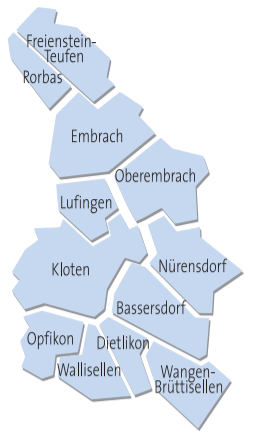 Freienstein-
Teufen
Rorbas
Embrach
Oberembrach
Lufingen
Kloten
Nürensdorf
Bassersdorf
Opfikon
Dietlikon
Wallisellen
Wangen-
Brüttisellen